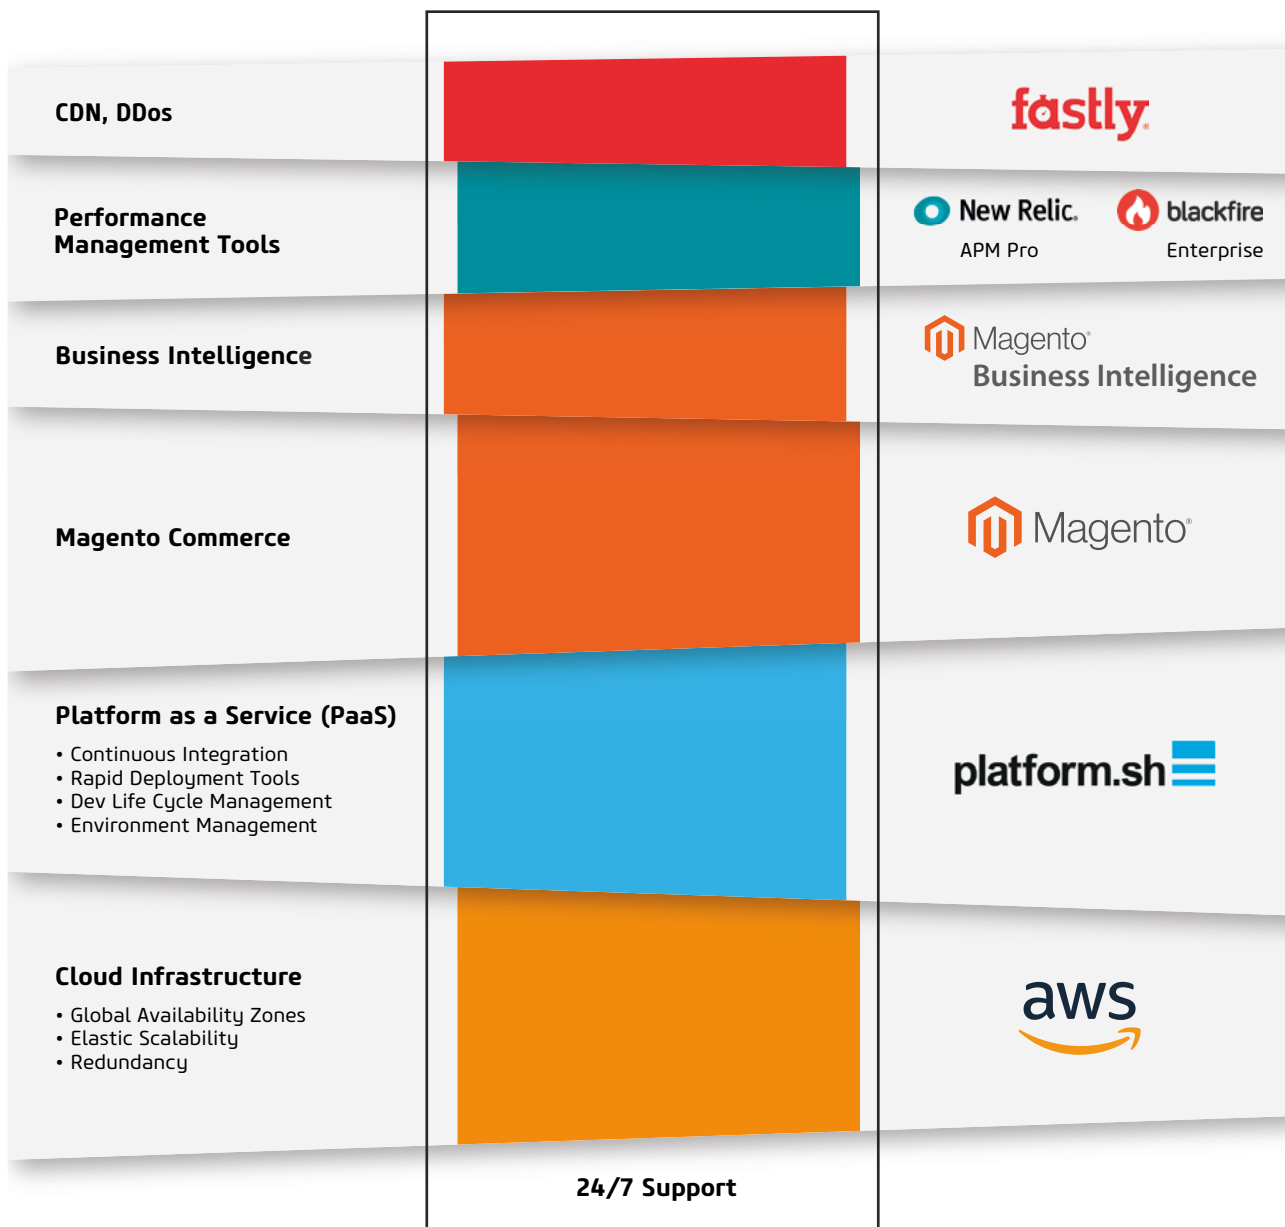 CDN, DDos
fastly®
Performance
Management Tools
New Relic®
APM Pro
blackfire
Enterprise
Business Intelligence
Magento®
Business Intelligence
Magento Commerce
Magento®
Platform as a Service (PaaS)
• Continuous Integration
• Rapid Deployment Tools
• Dev Life Cycle Management
• Environment Management
platform.sh
Cloud Infrastructure
• Global Availability Zones
• Elastic Scalability
• Redundancy
aws
24/7 Support